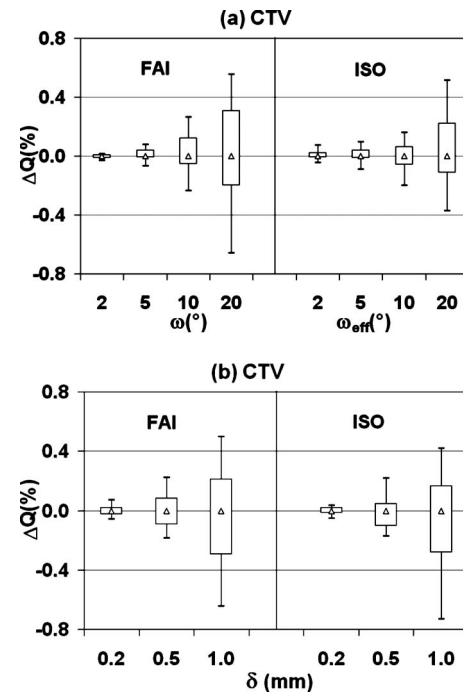 (a) CTV
FAI ISO
0.8
0.4
0.0
-0.4
-0.8
ΔQ(%)
2 5 10 20 2 5 10 20
ω(°) ω_eff(°)
(b) CTV
FAI ISO
0.8
0.4
0.0
-0.4
-0.8
ΔQ(%)
0.2 0.5 1.0 0.2 0.5 1.0
δ (mm)